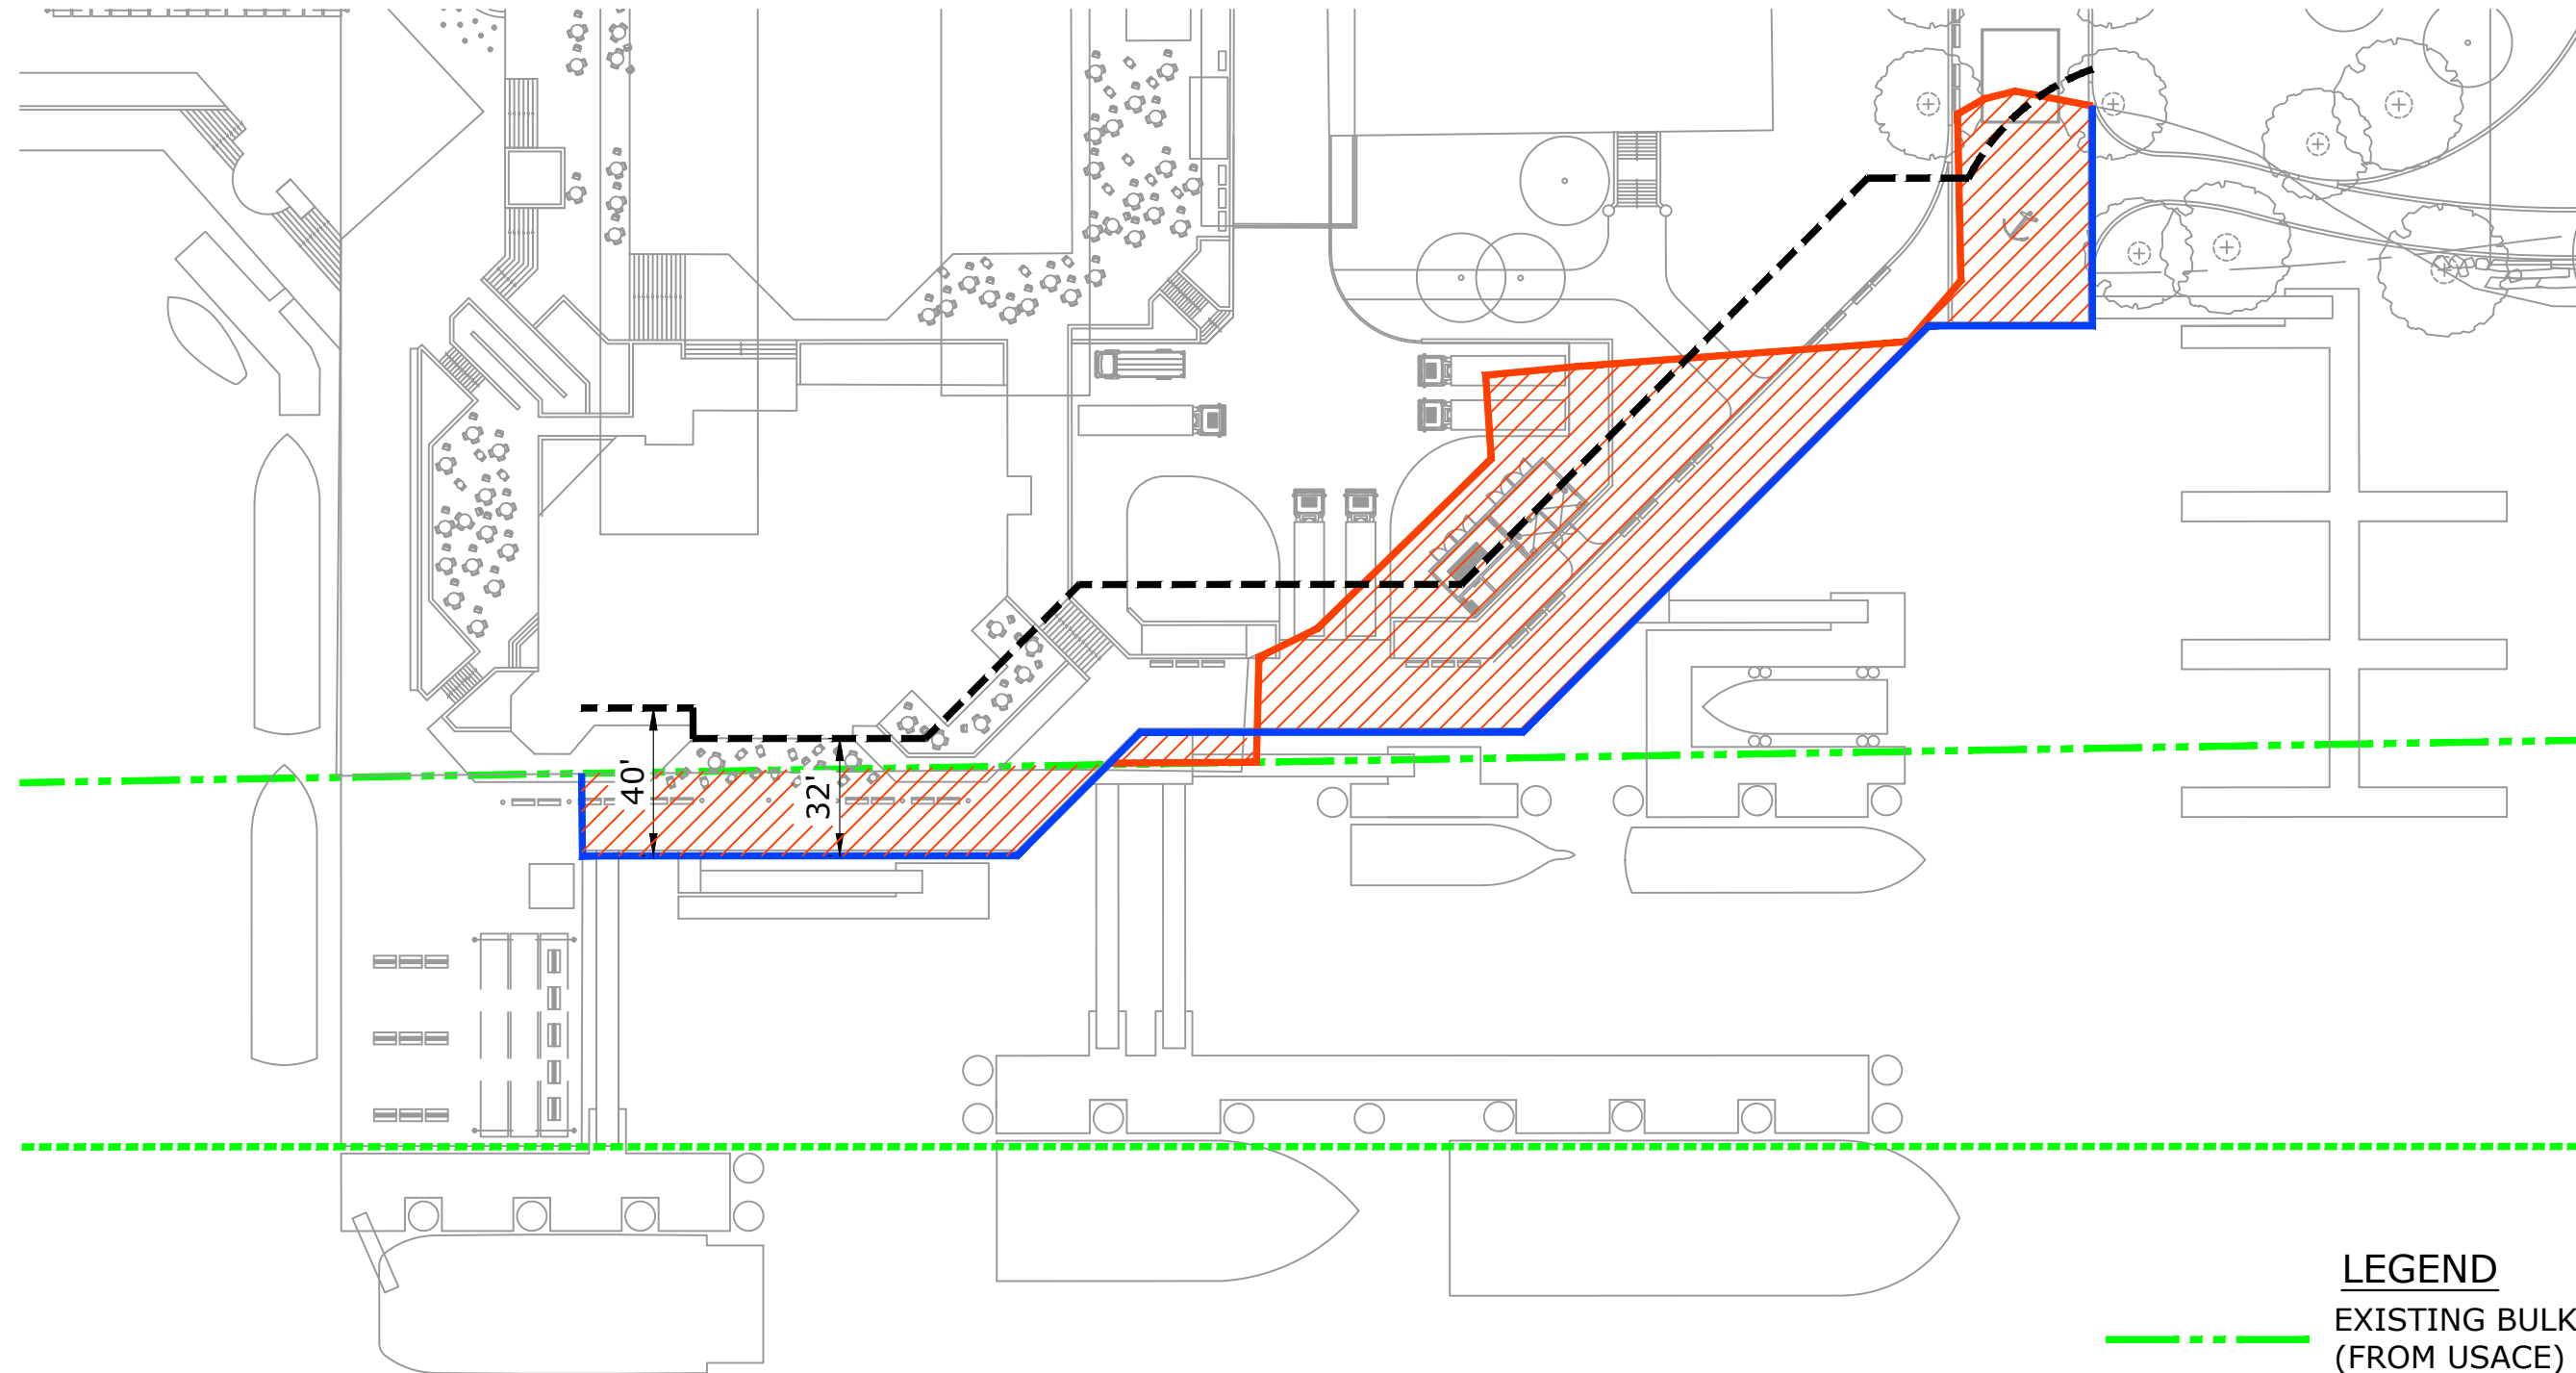 40'
32'
LEGEND
EXISTING BULK
(FROM USACE)